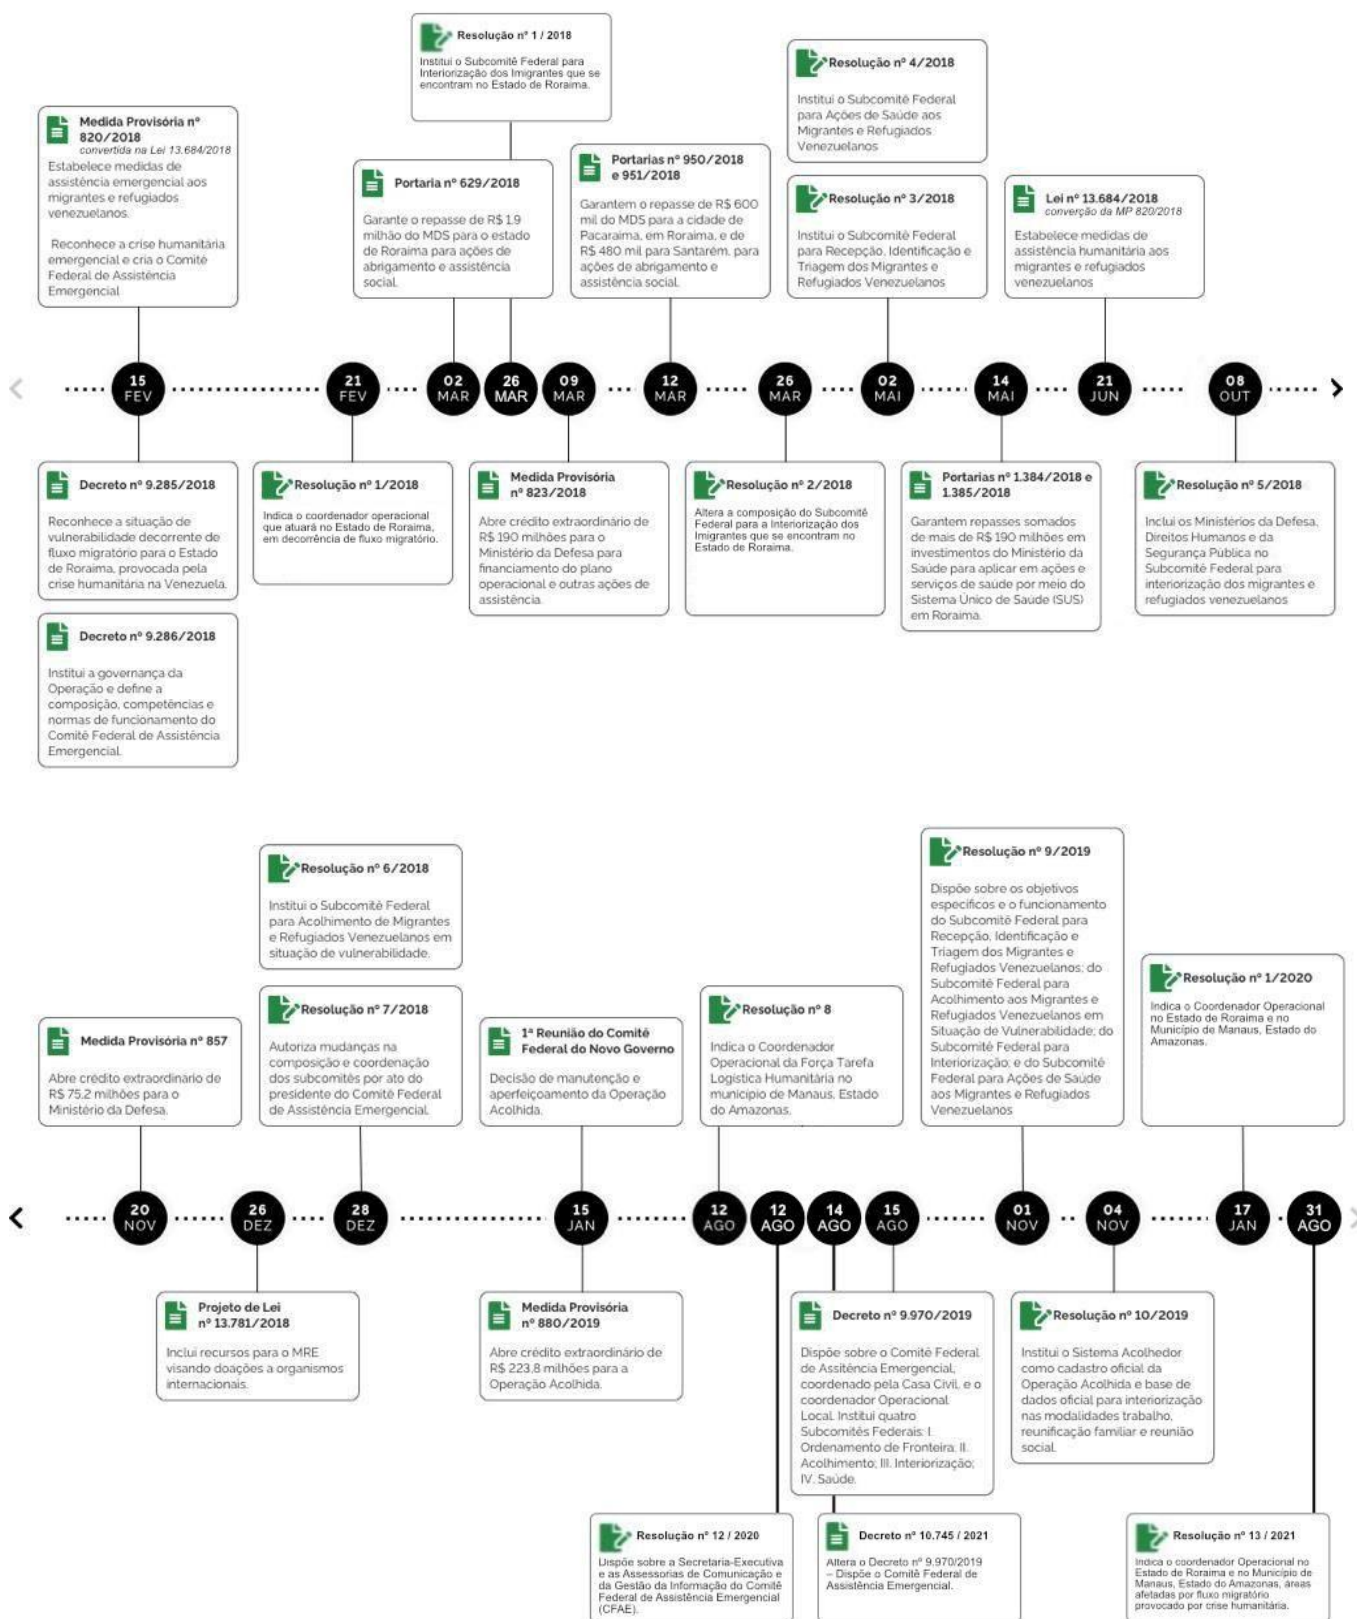 Resolução nº 1 / 2018
Institui o Subcomitê Federal para
Interiorização dos Imigrantes que se
encontram no Estado de Roraima.
Resolução nº 4/2018
Institui o Subcomitê Federal
para Ações de Saúde aos
Migrantes e Refugiados
Venezuelanos
Medida Provisória nº
820/2018
convertida na Lei 13.684/2018
Estabelece medidas de
assistência emergencial aos
migrantes e refugiados
venezuelanos.
Reconhece a crise humanitária
emergencial e cria o Comitê
Federal de Assistência
Emergencial
Portaria nº 629/2018
Garante o repasse de R$ 1,9
milhão do MDS para o estado
de Roraima para ações de
abrigamento e assistência
social.
Portarias nº 950/2018
e 951/2018
Garantem o repasse de R$ 600
mil do MDS para a cidade de
Pacaraima, em Roraima, e de
R$ 480 mil para Santarém, para
ações de abrigamento e
assistência social.
Resolução nº 3/2018
Institui o Subcomitê Federal
para Recepção, Identificação e
Triagem dos Migrantes e
Refugiados Venezuelanos
Lei nº 13.684/2018
converção da MP 820/2018
Estabelece medidas de
assistência humanitária aos
migrantes e refugiados
venezuelanos
15
FEV
21
FEV
02
MAR
26
MAR
09
MAR
12
MAR
26
MAR
02
MAI
14
MAI
21
JUN
08
OUT
Decreto nº 9.285/2018
Reconhece a situação de
vulnerabilidade decorrente de
fluxo migratório para o Estado
de Roraima, provocada pela
crise humanitária na Venezuela.
Resolução nº 1/2018
Indica o coordenador operacional
que atuará no Estado de Roraima,
em decorrência de fluxo migratório.
Medida Provisória
nº 823/2018
Abre crédito extraordinário de
R$ 190 milhões para o
Ministério da Defesa para
financiamento do plano
operacional e outras ações de
assistência.
Resolução nº 2/2018
Altera a composição do Subcomitê
Federal para a Interiorização dos
Imigrantes que se encontram no
Estado de Roraima.
Portarias nº 1.384/2018 e
1.385/2018
Garantem repasses somados
de mais de R$ 190 milhões em
investimentos do Ministério da
Saúde para aplicar em ações e
serviços de saúde por meio do
Sistema Único de Saúde (SUS)
em Roraima.
Resolução nº 5/2018
Inclui os Ministérios da Defesa,
Direitos Humanos e da
Segurança Pública no
Subcomitê Federal para
interiorização dos migrantes e
refugiados venezuelanos
Decreto nº 9.286/2018
Institui a governança da
Operação e define a
composição, competências e
normas de funcionamento do
Comitê Federal de Assistência
Emergencial.
Resolução nº 6/2018
Institui o Subcomitê Federal
para Acolhimento de Migrantes
e Refugiados Venezuelanos em
situação de vulnerabilidade.
Resolução nº 9/2019
Dispõe sobre os objetivos
específicos e o funcionamento
do Subcomitê Federal para
Recepção, Identificação e
Triagem dos Migrantes e
Refugiados Venezuelanos; do
Subcomitê Federal para
Acolhimento aos Migrantes e
Refugiados Venezuelanos em
Situação de Vulnerabilidade; do
Subcomitê Federal para
Interiorização; e do Subcomitê
Federal para Ações de Saúde
aos Migrantes e Refugiados
Venezuelanos
Resolução nº 1/2020
Indica o Coordenador Operacional
no Estado de Roraima e no
Município de Manaus, Estado do
Amazonas.
Medida Provisória nº 857
Abre crédito extraordinário de
R$ 75,2 milhões para o
Ministério da Defesa.
Resolução nº 7/2018
Autoriza mudanças na
composição e coordenação
dos subcomitês por ato do
presidente do Comitê Federal
de Assistência Emergencial.
1ª Reunião do Comitê
Federal do Novo Governo
Decisão de manutenção e
aperfeiçoamento da Operação
Acolhida.
Resolução nº 8
Indica o Coordenador
Operacional da Força Tarefa
Logística Humanitária no
município de Manaus, Estado
do Amazonas.
20
NOV
26
DEZ
28
DEZ
15
JAN
12
AGO
12
AGO
14
AGO
15
AGO
01
NOV
04
NOV
17
JAN
31
AGO
Projeto de Lei
nº 13.781/2018
Inclui recursos para o MRE
visando doações a organismos
internacionais.
Medida Provisória
nº 880/2019
Abre crédito extraordinário de
R$ 223,8 milhões para a
Operação Acolhida.
Decreto nº 9.970/2019
Dispõe sobre o Comitê Federal
de Assitência Emergencial,
coordenado pela Casa Civil, e o
coordenador Operacional
Local. Institui quatro
Subcomitês Federais: I.
Ordenamento de Fronteira; II.
Acolhimento; III. Interiorização;
IV. Saúde.
Resolução nº 10/2019
Institui o Sistema Acolhedor
como cadastro oficial da
Operação Acolhida e base de
dados oficial para interiorização
nas modalidades trabalho,
reunificação familiar e reunião
social.
Resolução nº 12 / 2020
Dispõe sobre a Secretaria-Executiva
e as Assessorias de Comunicação e
da Gestão da Informação do Comitê
Federal de Assistência Emergencial
(CFAE).
Decreto nº 10.745 / 2021
Altera o Decreto nº 9.970/2019
– Dispõe o Comitê Federal de
Assistência Emergencial.
Resolução nº 13 / 2021
Indica o coordenador Operacional no
Estado de Roraima e no Município de
Manaus, Estado do Amazonas, áreas
afetadas por fluxo migratório
provocado por crise humanitária.